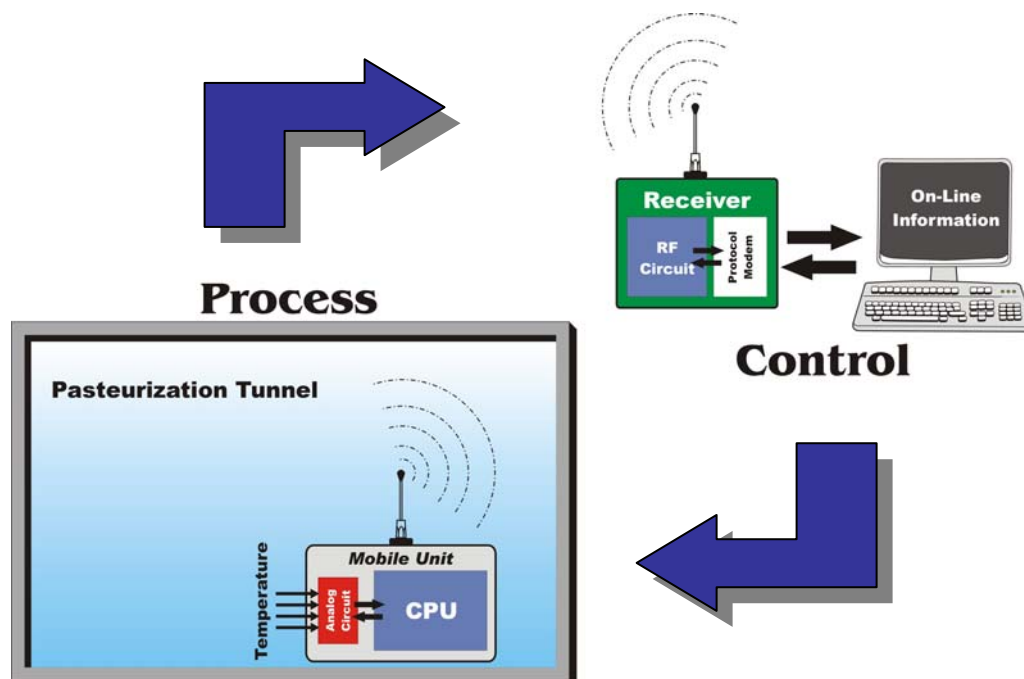 Receiver
RF
Circuit
Protocol
Modem
On-Line
Information
Process
Control
Pasteurization Tunnel
Mobile Unit
Temperature
Analog
Circuit
CPU